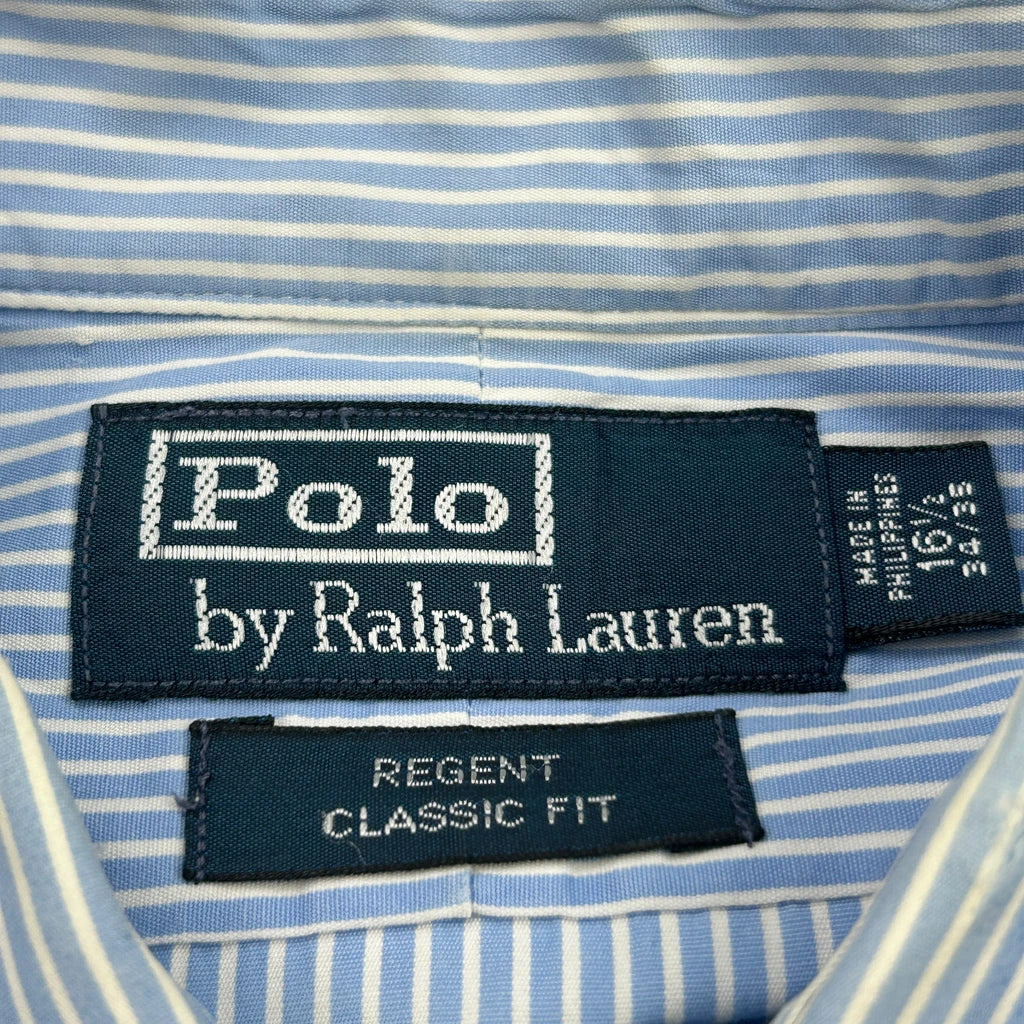 Polo
by Ralph Lauren
MADE IN
PHILIPPINES
16½
34/35
REGENT
CLASSIC FIT